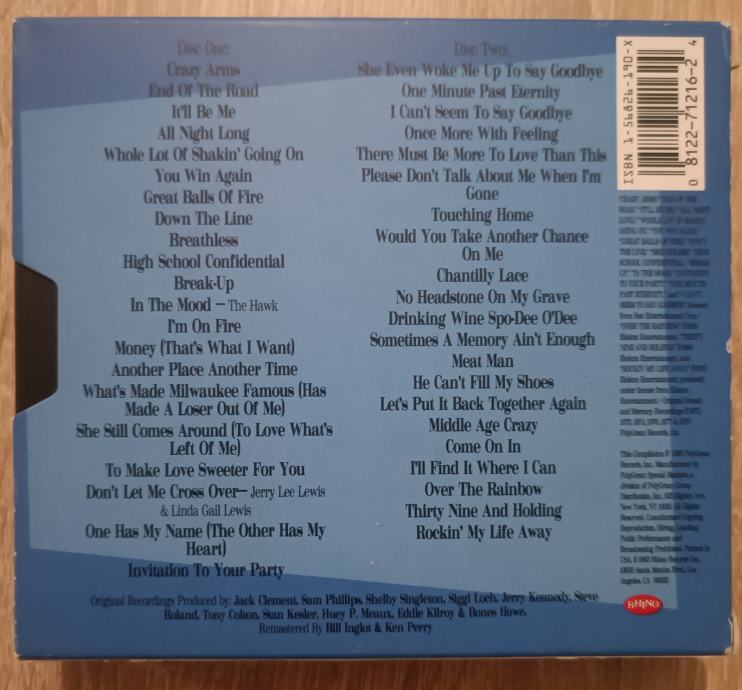 Disc One:
Crazy Arms
End Of The Road
It'll Be Me
All Night Long
Whole Lot Of Shakin' Going On
You Win Again
Great Balls Of Fire
Down The Line
Breathless
High School Confidential
Break-Up
In The Mood – The Hawk
I'm On Fire
Money (That's What I Want)
Another Place Another Time
What's Made Milwaukee Famous (Has
Made A Loser Out Of Me)
She Still Comes Around (To Love What's
Left Of Me)
To Make Love Sweeter For You
Don't Let Me Cross Over— Jerry Lee Lewis
& Linda Gail Lewis
One Has My Name (The Other Has My
Heart)
Invitation To Your Party
Disc Two:
She Even Woke Me Up To Say Goodbye
One Minute Past Eternity
I Can't Seem To Say Goodbye
Once More With Feeling
There Must Be More To Love Than This
Please Don't Talk About Me When I'm
Gone
Touching Home
Would You Take Another Chance
On Me
Chantilly Lace
No Headstone On My Grave
Drinking Wine Spo-Dee O'Dee
Sometimes A Memory Ain't Enough
Meat Man
He Can't Fill My Shoes
Let's Put It Back Together Again
Middle Age Crazy
Come On In
I'll Find It Where I Can
Over The Rainbow
Thirty Nine And Holding
Rockin' My Life Away
Original Recordings Produced by: Jack Clement, Sam Phillips, Shelby Singleton, Siggi Loch, Jerry Kennedy, Steve
Roland, Tony Colton, Stan Kesler, Huey P. Meaux, Eddie Kilroy & Bones Howe.
Remastered By Bill Inglot & Ken Perry
ISBN 1-56826-190-X
0 8122-71216-2 4
RHINO